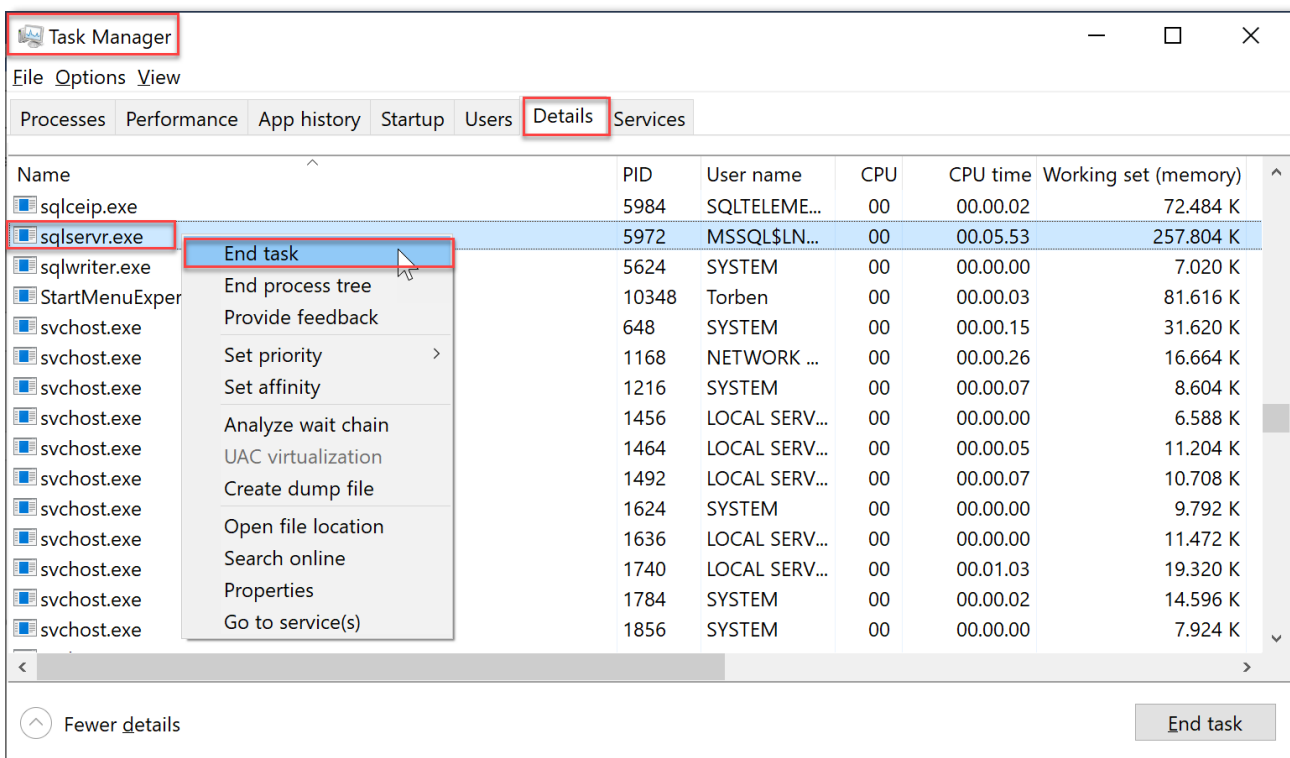 Task Manager
File Options View
Processes Performance App history Startup Users Details Services
Name PID User name CPU CPU time Working set (memory)
sqlceip.exe 5984 SQLTELEME... 00 00.00.02 72.484 K
sqlservr.exe 5972 MSSQL$LN... 00 00.05.53 257.804 K
End task
sqlwriter.exe 5624 SYSTEM 00 00.00.00 7.020 K
End process tree
StartMenuExper 10348 Torben 00 00.00.03 81.616 K
Provide feedback
svchost.exe 648 SYSTEM 00 00.00.15 31.620 K
Set priority
svchost.exe 1168 NETWORK ... 00 00.00.26 16.664 K
Set affinity
svchost.exe 1216 SYSTEM 00 00.00.07 8.604 K
Analyze wait chain
svchost.exe 1456 LOCAL SERV... 00 00.00.00 6.588 K
UAC virtualization
svchost.exe 1464 LOCAL SERV... 00 00.00.05 11.204 K
Create dump file
svchost.exe 1492 LOCAL SERV... 00 00.00.07 10.708 K
svchost.exe 1624 SYSTEM 00 00.00.00 9.792 K
Open file location
svchost.exe 1636 LOCAL SERV... 00 00.00.00 11.472 K
Search online
svchost.exe 1740 LOCAL SERV... 00 00.01.03 19.320 K
Properties
svchost.exe 1784 SYSTEM 00 00.00.02 14.596 K
Go to service(s)
svchost.exe 1856 SYSTEM 00 00.00.00 7.924 K
Fewer details
End task